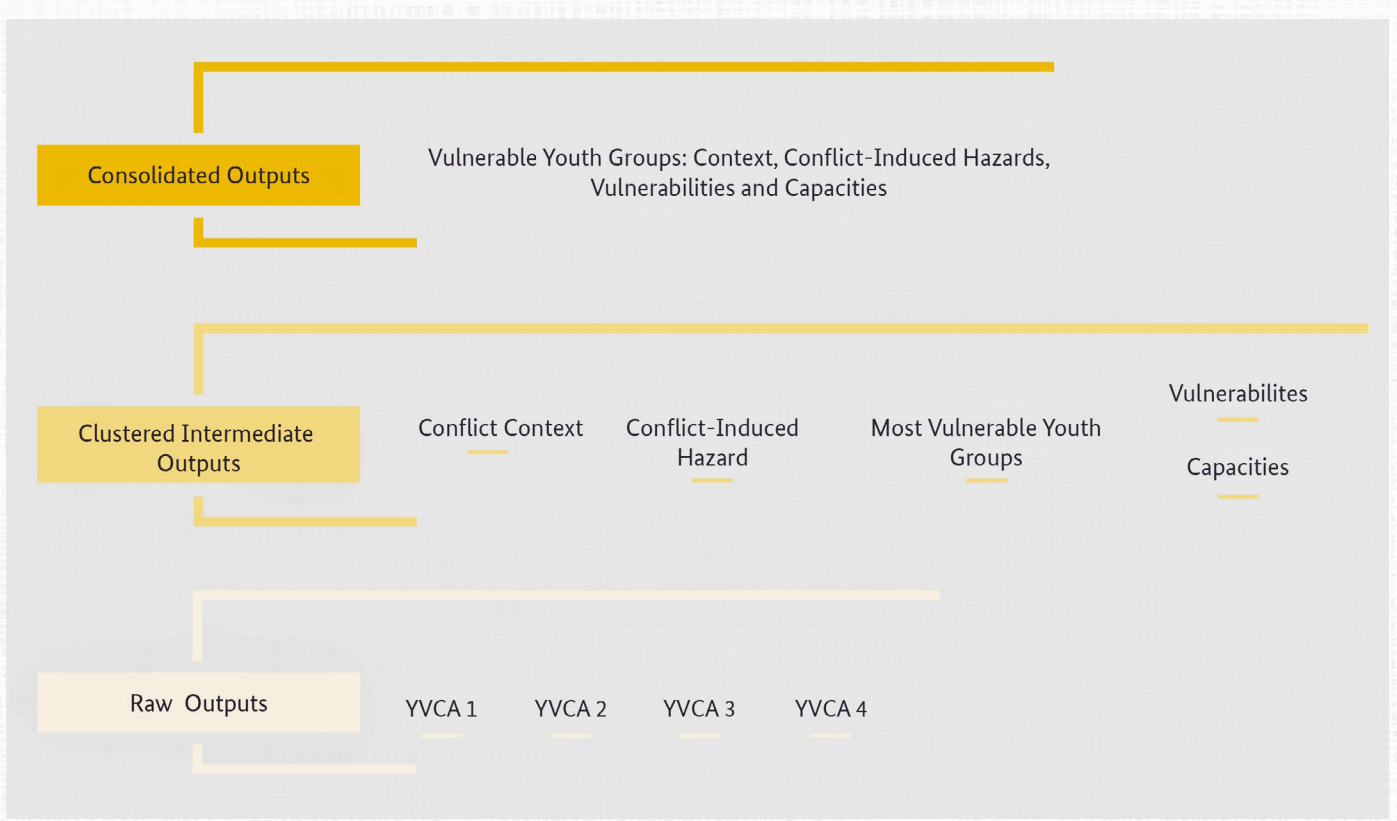 Consolidated Outputs
Vulnerable Youth Groups: Context, Conflict-Induced Hazards,
Vulnerabilities and Capacities
Clustered Intermediate
Outputs
Conflict Context
Conflict-Induced
Hazard
Most Vulnerable Youth
Groups
Vulnerabilites
Capacities
Raw Outputs
YVCA 1
YVCA 2
YVCA 3
YVCA 4